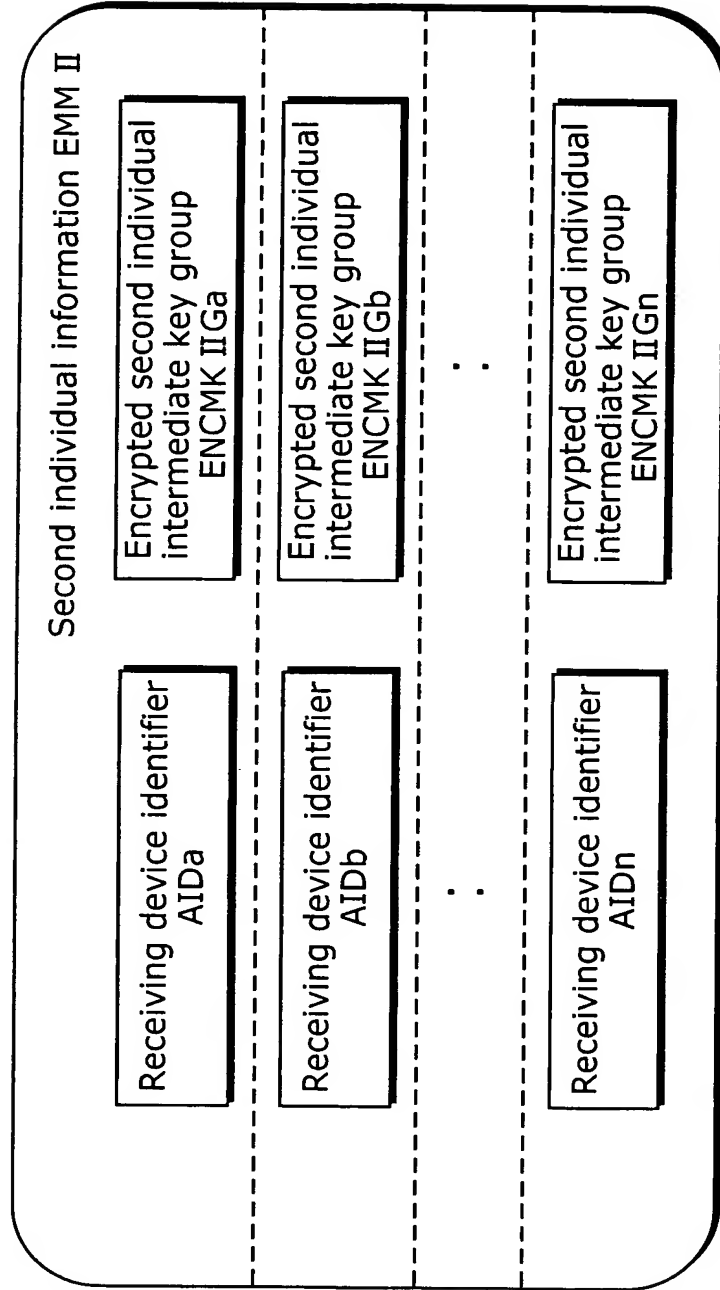 Second individual information EMM II
Receiving device identifier
AIDa
Encrypted second individual
intermediate key group
ENCMK IIGa
Receiving device identifier
AIDb
Encrypted second individual
intermediate key group
ENCMK IIGb
Receiving device identifier
AIDn
Encrypted second individual
intermediate key group
ENCMK IIGn